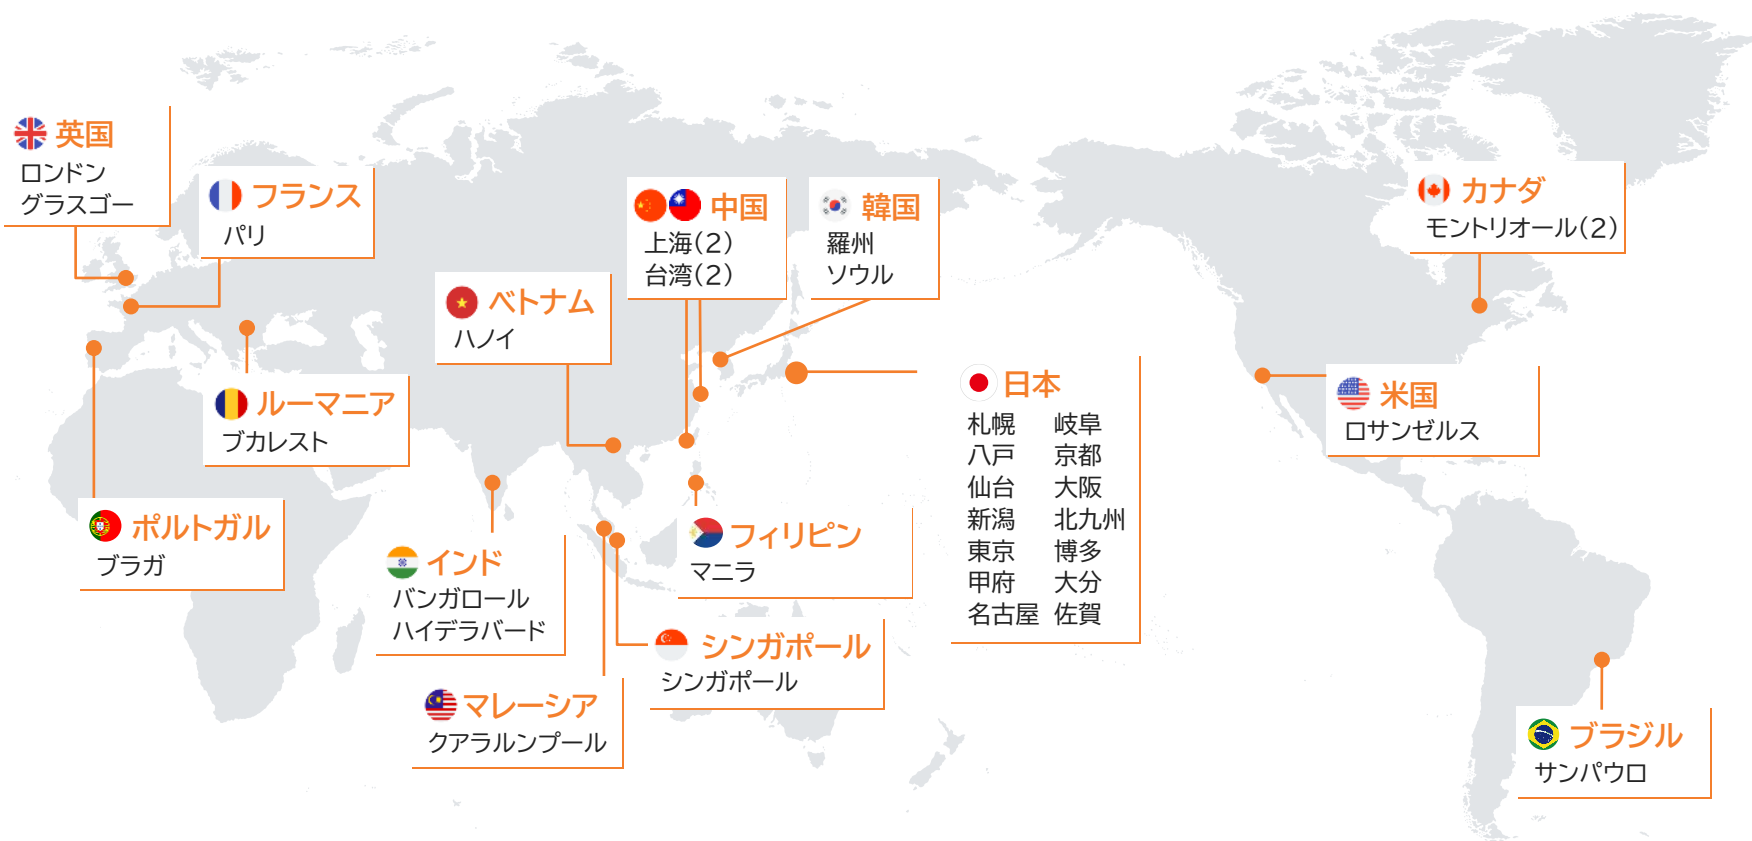 英国
ロンドン
グラスゴー
フランス
パリ
ルーマニア
ブカレスト
ポルトガル
ブラガ
ベトナム
ハノイ
中国
上海(2)
台湾(2)
韓国
羅州
ソウル
インド
バンガロール
ハイデラバード
マレーシア
クアラルンプール
シンガポール
シンガポール
フィリピン
マニラ
日本
札幌 岐阜
八戸 京都
仙台 大阪
新潟 北九州
東京 博多
甲府 大分
名古屋 佐賀
カナダ
モントリオール(2)
米国
ロサンゼルス
ブラジル
サンパウロ